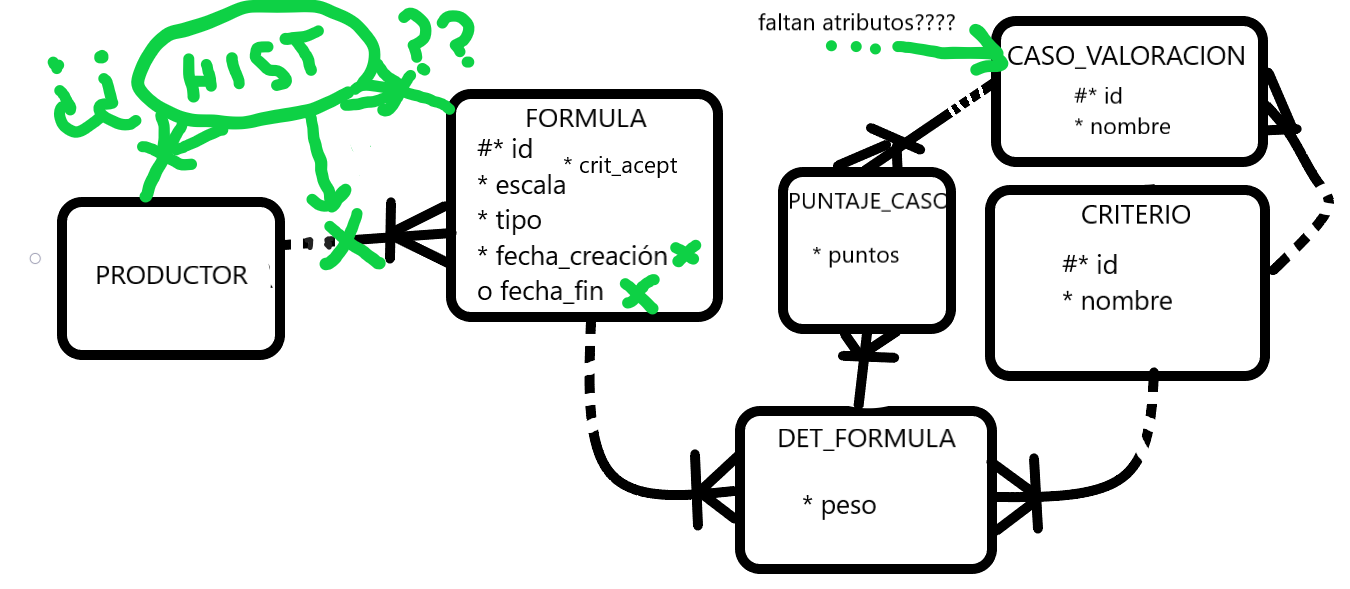 faltan atributos????
¿¿ HIST ??
CASO_VALORACION
#* id
* nombre
FORMULA
#* id
* crit_acept
* escala
* tipo
* fecha_creación
o fecha_fin
PRODUCTOR
PUNTAJE_CASO
* puntos
CRITERIO
#* id
* nombre
DET_FORMULA
* peso